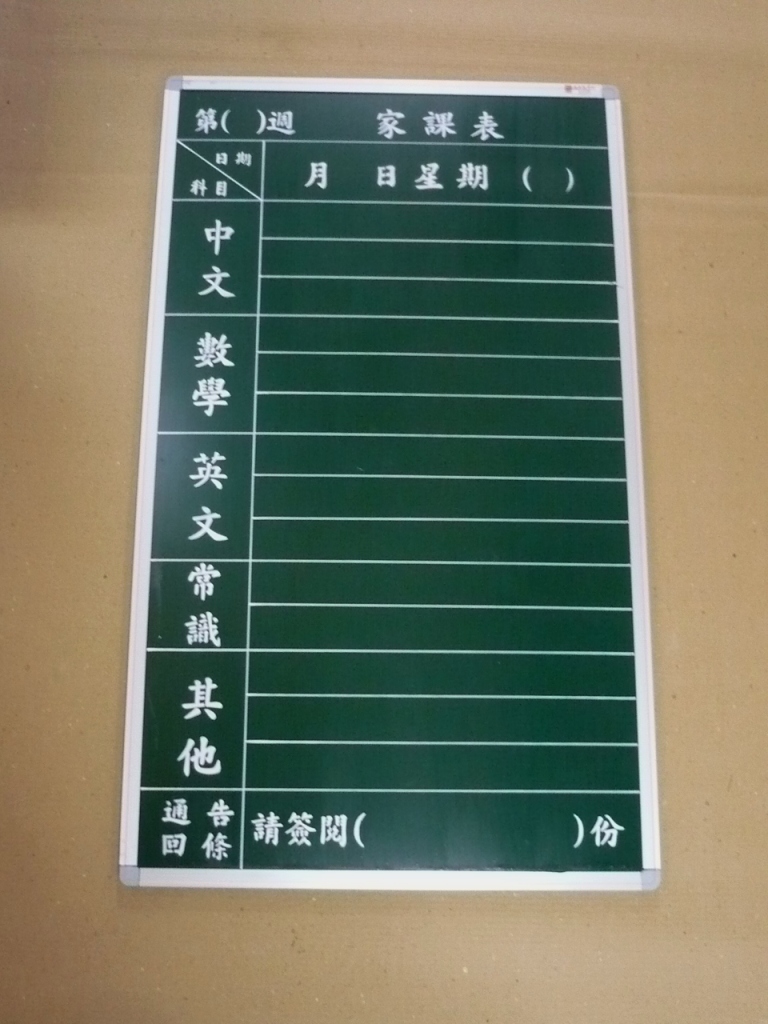 第( )週 家課表
日期
科目
月 日星期 ( )
中文
數學
英文
常識
其他
通告
回條
請簽閱( )份